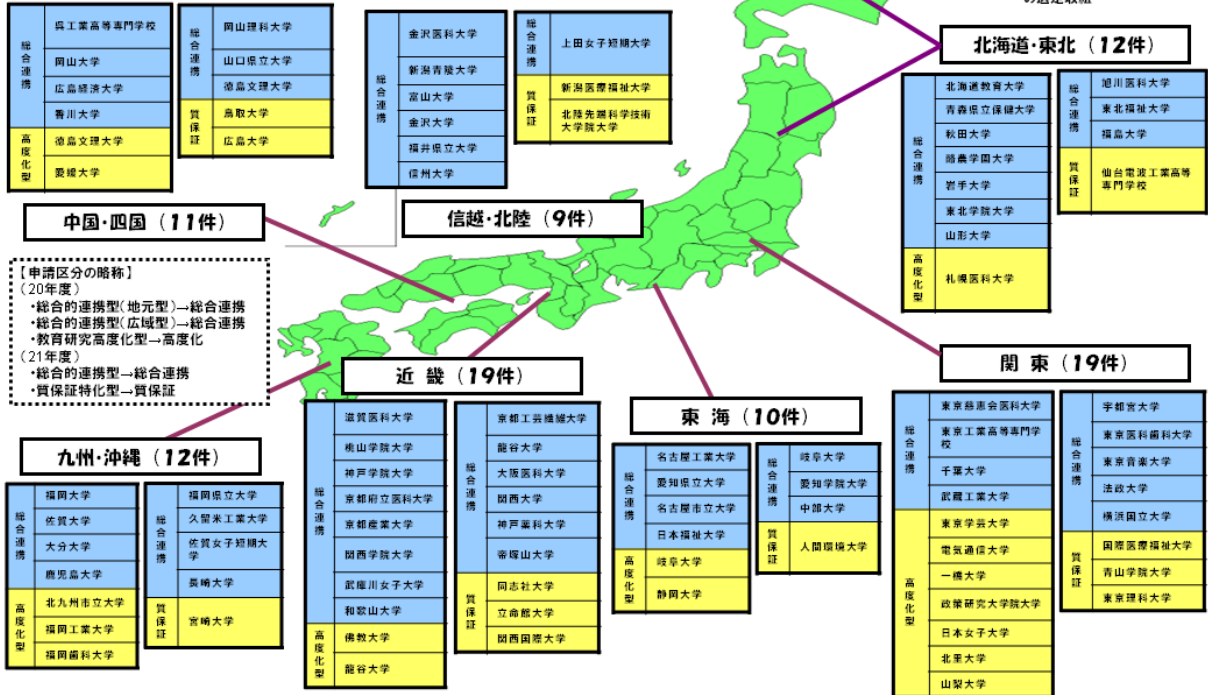 の選定取組
総合連携
呉工業高等専門学校
岡山大学
広島経済大学
香川大学
高度化型
徳島文理大学
愛媛大学
総合連携
岡山理科大学
山口県立大学
徳島文理大学
質保証
鳥取大学
広島大学
中国・四国（11件）
総合連携
金沢医科大学
新潟青陵大学
富山大学
金沢大学
福井県立大学
信州大学
総合連携
上田女子短期大学
質保証
新潟医療福祉大学
北陸先端科学技術
大学院大学
信越・北陸（9件）
北海道・東北（12件）
総合連携
北海道教育大学
青森県立保健大学
秋田大学
酪農学園大学
岩手大学
東北学院大学
山形大学
高度化型
札幌医科大学
総合連携
旭川医科大学
東北福祉大学
福島大学
質保証
仙台電波工業高等
専門学校
【申請区分の略称】
（20年度）
・総合的連携型（地元型）→総合連携
・総合的連携型（広域型）→総合連携
・教育研究高度化型→高度化
（21年度）
・総合的連携型→総合連携
・質保証特化型→質保証
九州・沖縄（12件）
総合連携
福岡大学
佐賀大学
大分大学
鹿児島大学
高度化型
北九州市立大学
福岡工業大学
福岡歯科大学
総合連携
福岡県立大学
久留米工業大学
佐賀女子短期大
学
長崎大学
質保証
宮崎大学
近 畿（19件）
総合連携
滋賀医科大学
桃山学院大学
神戸学院大学
京都府立医科大学
京都産業大学
関西学院大学
武庫川女子大学
和歌山大学
高度化型
佛教大学
龍谷大学
総合連携
京都工芸繊維大学
龍谷大学
大阪医科大学
関西大学
神戸薬科大学
帝塚山大学
質保証
同志社大学
立命館大学
関西国際大学
東 海（10件）
総合連携
名古屋工業大学
愛知県立大学
名古屋市立大学
日本福祉大学
高度化型
岐阜大学
静岡大学
総合連携
岐阜大学
愛知学院大学
中部大学
質保証
人間環境大学
関 東（19件）
総合連携
東京慈恵会医科大学
東京工業高等専門学
校
千葉大学
武蔵工業大学
高度化型
東京学芸大学
電気通信大学
一橋大学
政策研究大学院大学
日本女子大学
北里大学
山梨大学
総合連携
宇都宮大学
東京医科歯科大学
東京音楽大学
法政大学
横浜国立大学
質保証
国際医療福祉大学
青山学院大学
東京理科大学